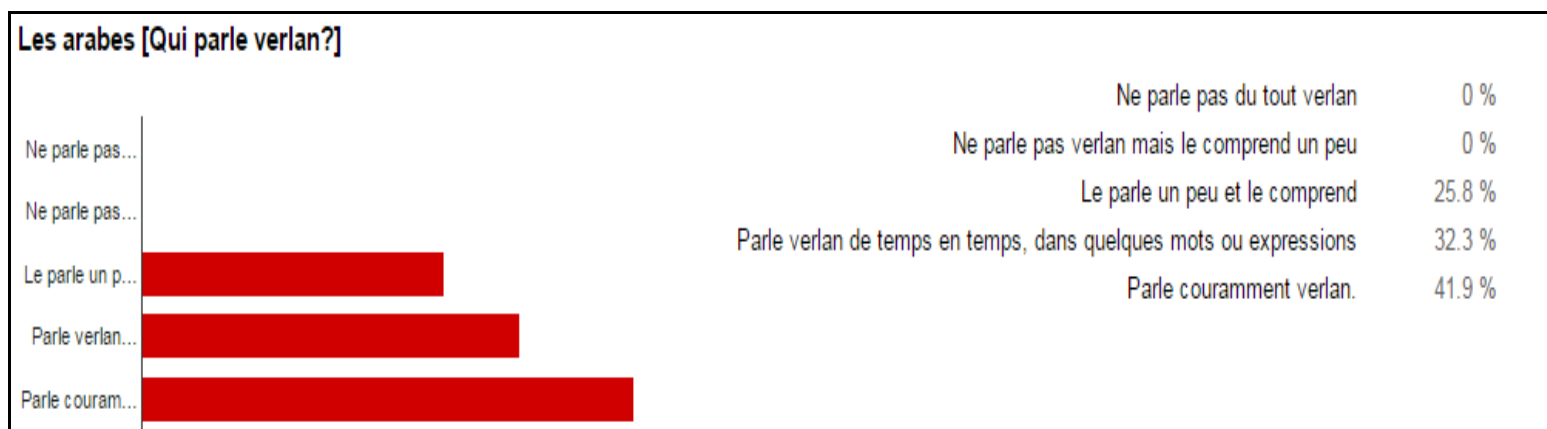 Les arabes [Qui parle verlan?]
Ne parle pas du tout verlan 0 %
Ne parle pas verlan mais le comprend un peu 0 %
Le parle un peu et le comprend 25.8 %
Parle verlan de temps en temps, dans quelques mots ou expressions 32.3 %
Parle couramment verlan. 41.9 %
Ne parle pas...
Ne parle pas...
Le parle un p...
Parle verlan...
Parle couram...